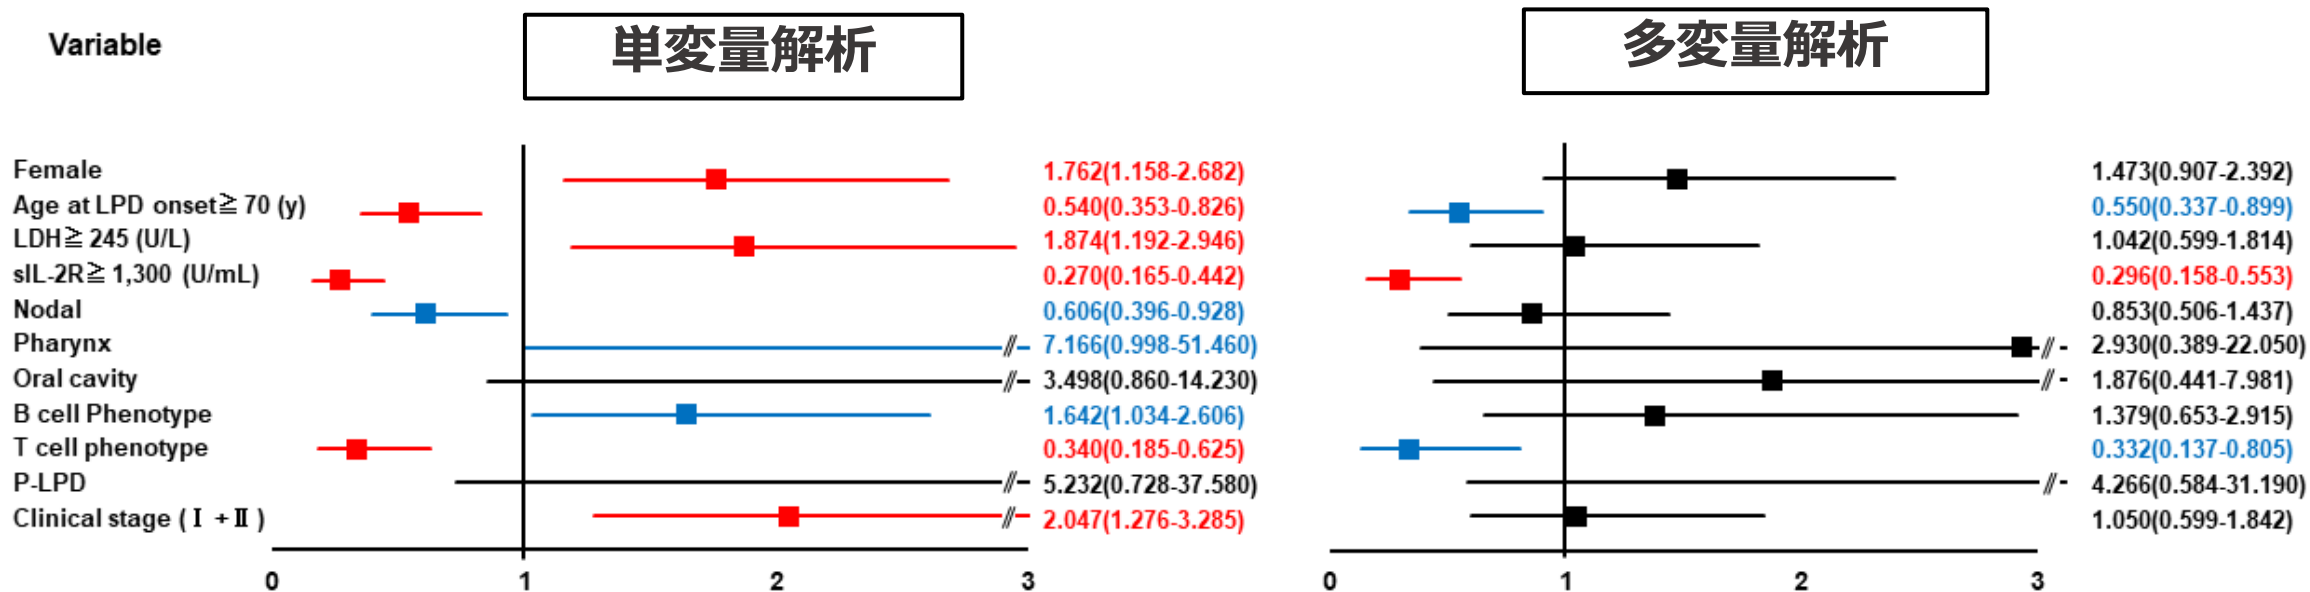 Variable 単変量解析 多変量解析
Female 1.762(1.158-2.682) 1.473(0.907-2.392)
Age at LPD onset≧70 (y) 0.540(0.353-0.826) 0.550(0.337-0.899)
LDH≧245 (U/L) 1.874(1.192-2.946) 1.042(0.599-1.814)
sIL-2R≧1,300 (U/mL) 0.270(0.165-0.442) 0.296(0.158-0.553)
Nodal 0.606(0.396-0.928) 0.853(0.506-1.437)
Pharynx 7.166(0.998-51.460) 2.930(0.389-22.050)
Oral cavity 3.498(0.860-14.230) 1.876(0.441-7.981)
B cell Phenotype 1.642(1.034-2.606) 1.379(0.653-2.915)
T cell phenotype 0.340(0.185-0.625) 0.332(0.137-0.805)
P-LPD 5.232(0.728-37.580) 4.266(0.584-31.190)
Clinical stage (Ⅰ+Ⅱ) 2.047(1.276-3.285) 1.050(0.599-1.842)
0 1 2 3 0 1 2 3